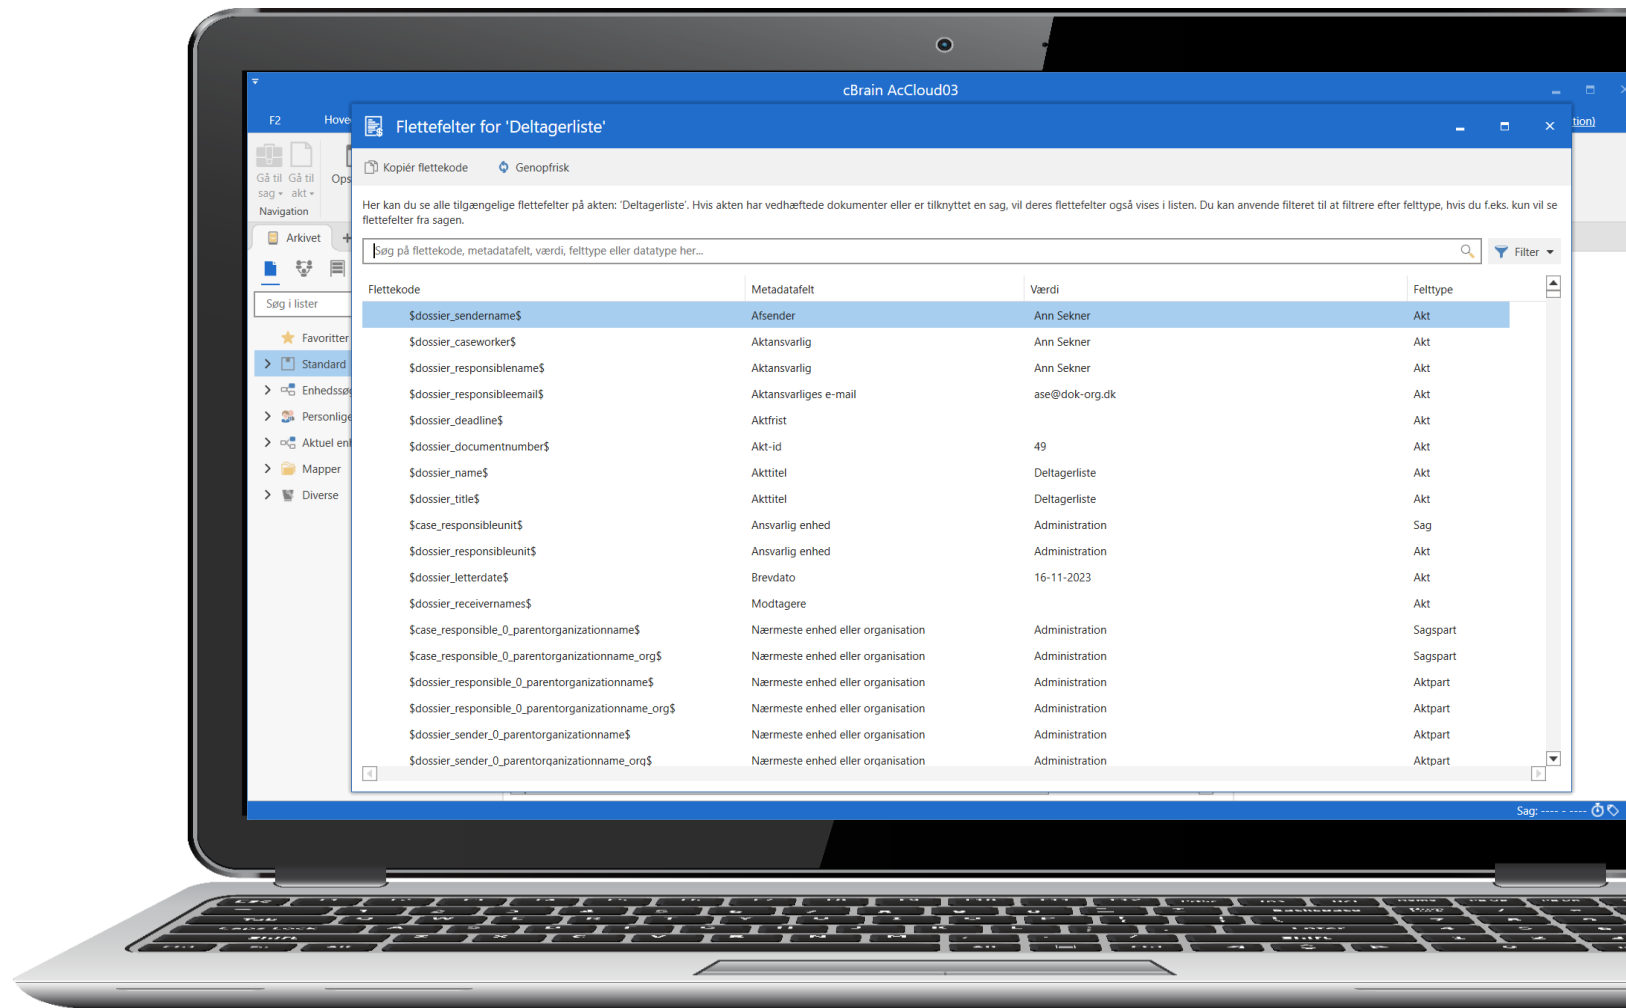 cBrain AcCloud03
F2
Hove
tion)
Flettefelter for 'Deltagerliste'
Kopiér flettekode
Genopfrisk
Gå til sag
Gå til akt
Ops
Navigation
Her kan du se alle tilgængelige flettefelter på akten: 'Deltagerliste'. Hvis akten har vedhæftede dokumenter eller er tilknyttet en sag, vil deres flettefelter også vises i listen. Du kan anvende filteret til at filtrere efter felttype, hvis du f.eks. kun vil se
flettefelter fra sagen.
Arkivet
Søg på flettekode, metadatafelt, værdi, felttype eller datatype her...
Filter
Søg i lister
Favoritter
Standard
Enhedssøg
Personlige
Aktuel enh
Mapper
Diverse
Flettekode Metadatafelt Værdi Felttype
$dossier_sendername$ Afsender Ann Sekner Akt
$dossier_caseworker$ Aktansvarlig Ann Sekner Akt
$dossier_responsiblename$ Aktansvarlig Ann Sekner Akt
$dossier_responsibleemail$ Aktansvarliges e-mail ase@dok-org.dk Akt
$dossier_deadline$ Aktfrist Akt
$dossier_documentnumber$ Akt-id 49 Akt
$dossier_name$ Akttitel Deltagerliste Akt
$dossier_title$ Akttitel Deltagerliste Akt
$case_responsibleunit$ Ansvarlig enhed Administration Sag
$dossier_responsibleunit$ Ansvarlig enhed Administration Akt
$dossier_letterdate$ Brevdato 16-11-2023 Akt
$dossier_receivernames$ Modtagere Akt
$case_responsible_0_parentorganizationname$ Nærmeste enhed eller organisation Administration Sagspart
$case_responsible_0_parentorganizationname_org$ Nærmeste enhed eller organisation Administration Sagspart
$dossier_responsible_0_parentorganizationname$ Nærmeste enhed eller organisation Administration Aktpart
$dossier_responsible_0_parentorganizationname_org$ Nærmeste enhed eller organisation Administration Aktpart
$dossier_sender_0_parentorganizationname$ Nærmeste enhed eller organisation Administration Aktpart
$dossier_sender_0_parentorganizationname_org$ Nærmeste enhed eller organisation Administration Aktpart
Sag: ---- - ----